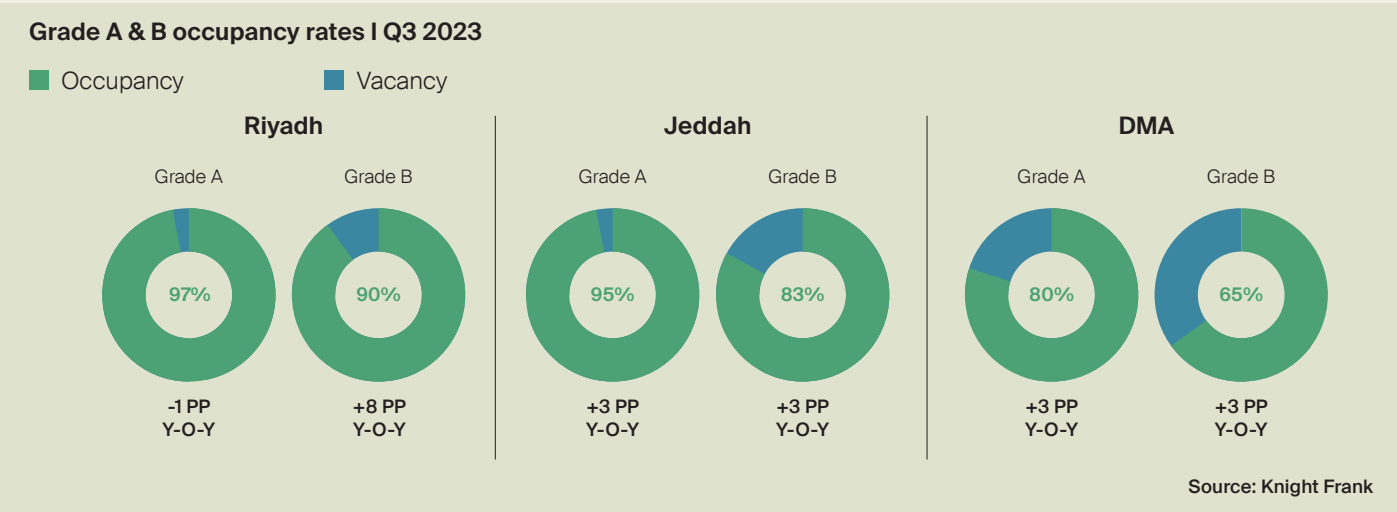 Grade A & B occupancy rates I Q3 2023
Occupancy
Vacancy
Riyadh
Grade A
Grade B
97%
90%
-1 PP
Y-O-Y
+8 PP
Y-O-Y
Jeddah
Grade A
Grade B
95%
83%
+3 PP
Y-O-Y
+3 PP
Y-O-Y
DMA
Grade A
Grade B
80%
65%
+3 PP
Y-O-Y
+3 PP
Y-O-Y
Source: Knight Frank